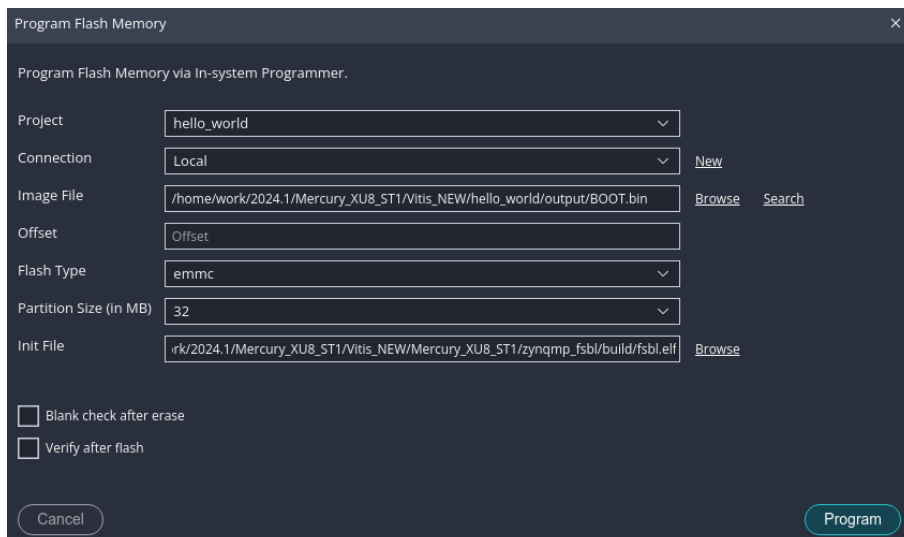 Program Flash Memory ×
Program Flash Memory via In-system Programmer.
Project hello_world
Connection Local New
Image File /home/work/2024.1/Mercury_XU8_ST1/Vitis_NEW/hello_world/output/BOOT.bin Browse Search
Offset Offset
Flash Type emmc
Partition Size (in MB) 32
Init File rk/2024.1/Mercury_XU8_ST1/Vitis_NEW/Mercury_XU8_ST1/zynqmp_fsbl/build/fsbl.elf Browse
Blank check after erase
Verify after flash
Cancel Program